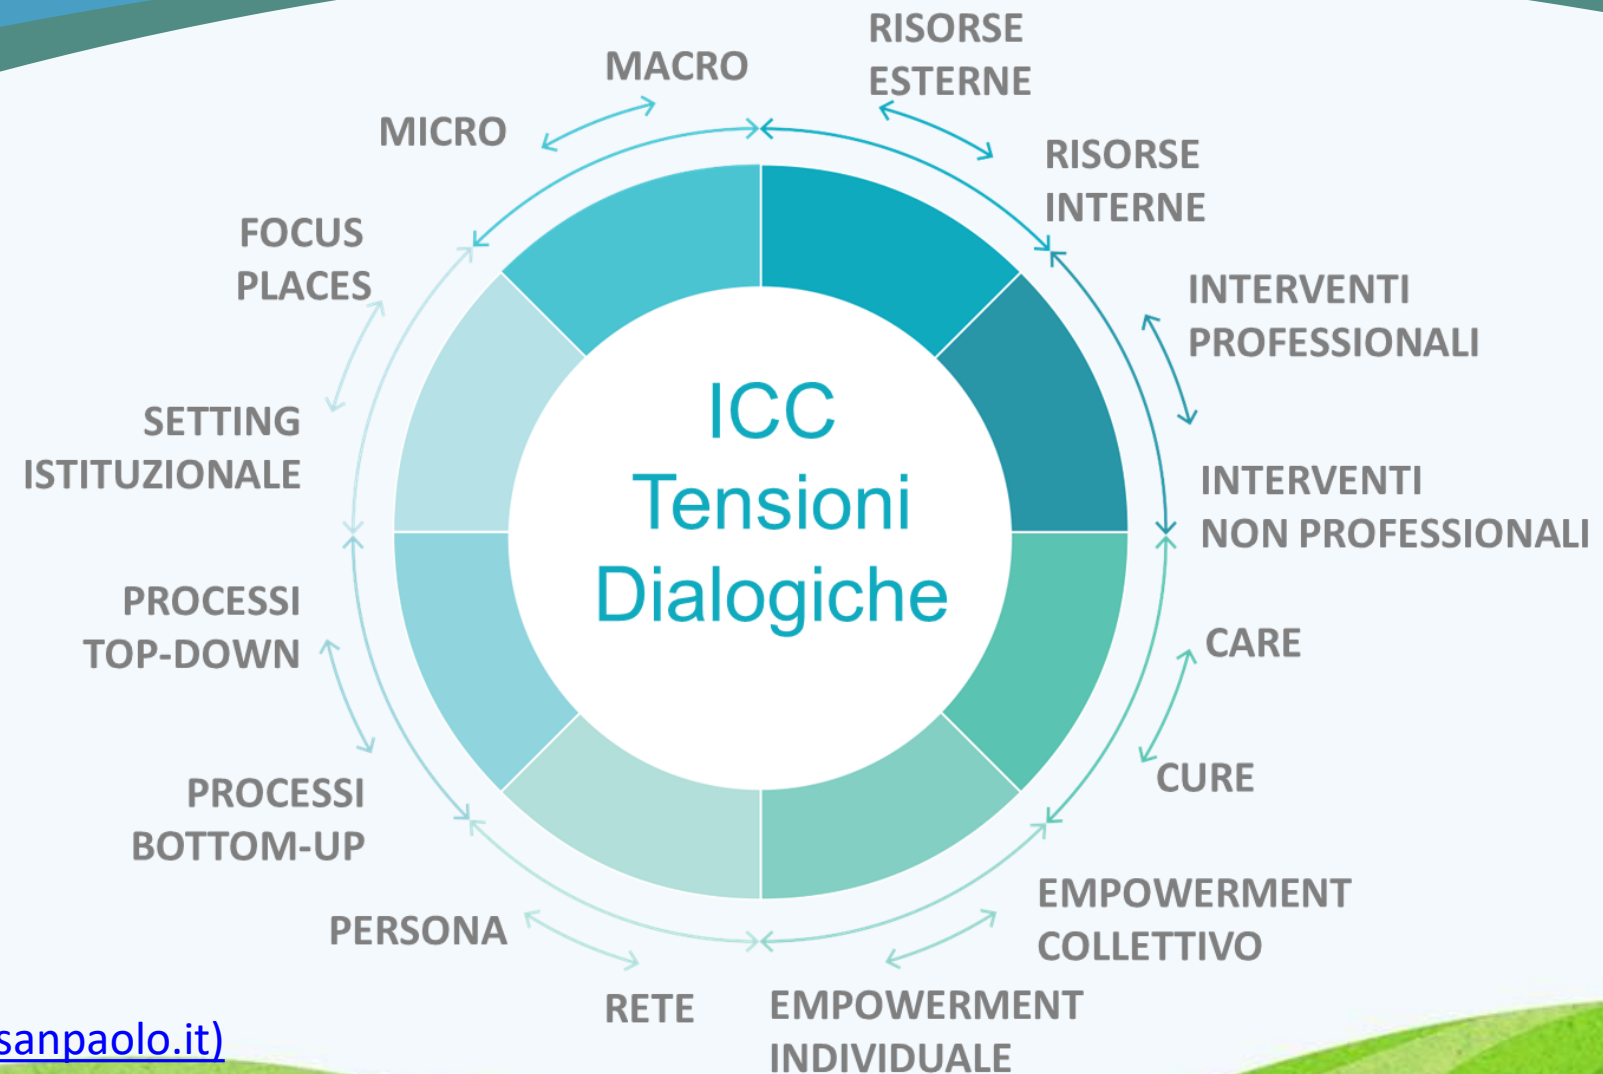 RISORSE
ESTERNE
MACRO
MICRO
RISORSE
INTERNE
FOCUS
PLACES
INTERVENTI
PROFESSIONALI
SETTING
ISTITUZIONALE
INTERVENTI
NON PROFESSIONALI
ICC
Tensioni
Dialogiche
PROCESSI
TOP-DOWN
CARE
CURE
PROCESSI
BOTTOM-UP
EMPOWERMENT
COLLETTIVO
PERSONA
RETE
EMPOWERMENT
INDIVIDUALE
sanpaolo.it)